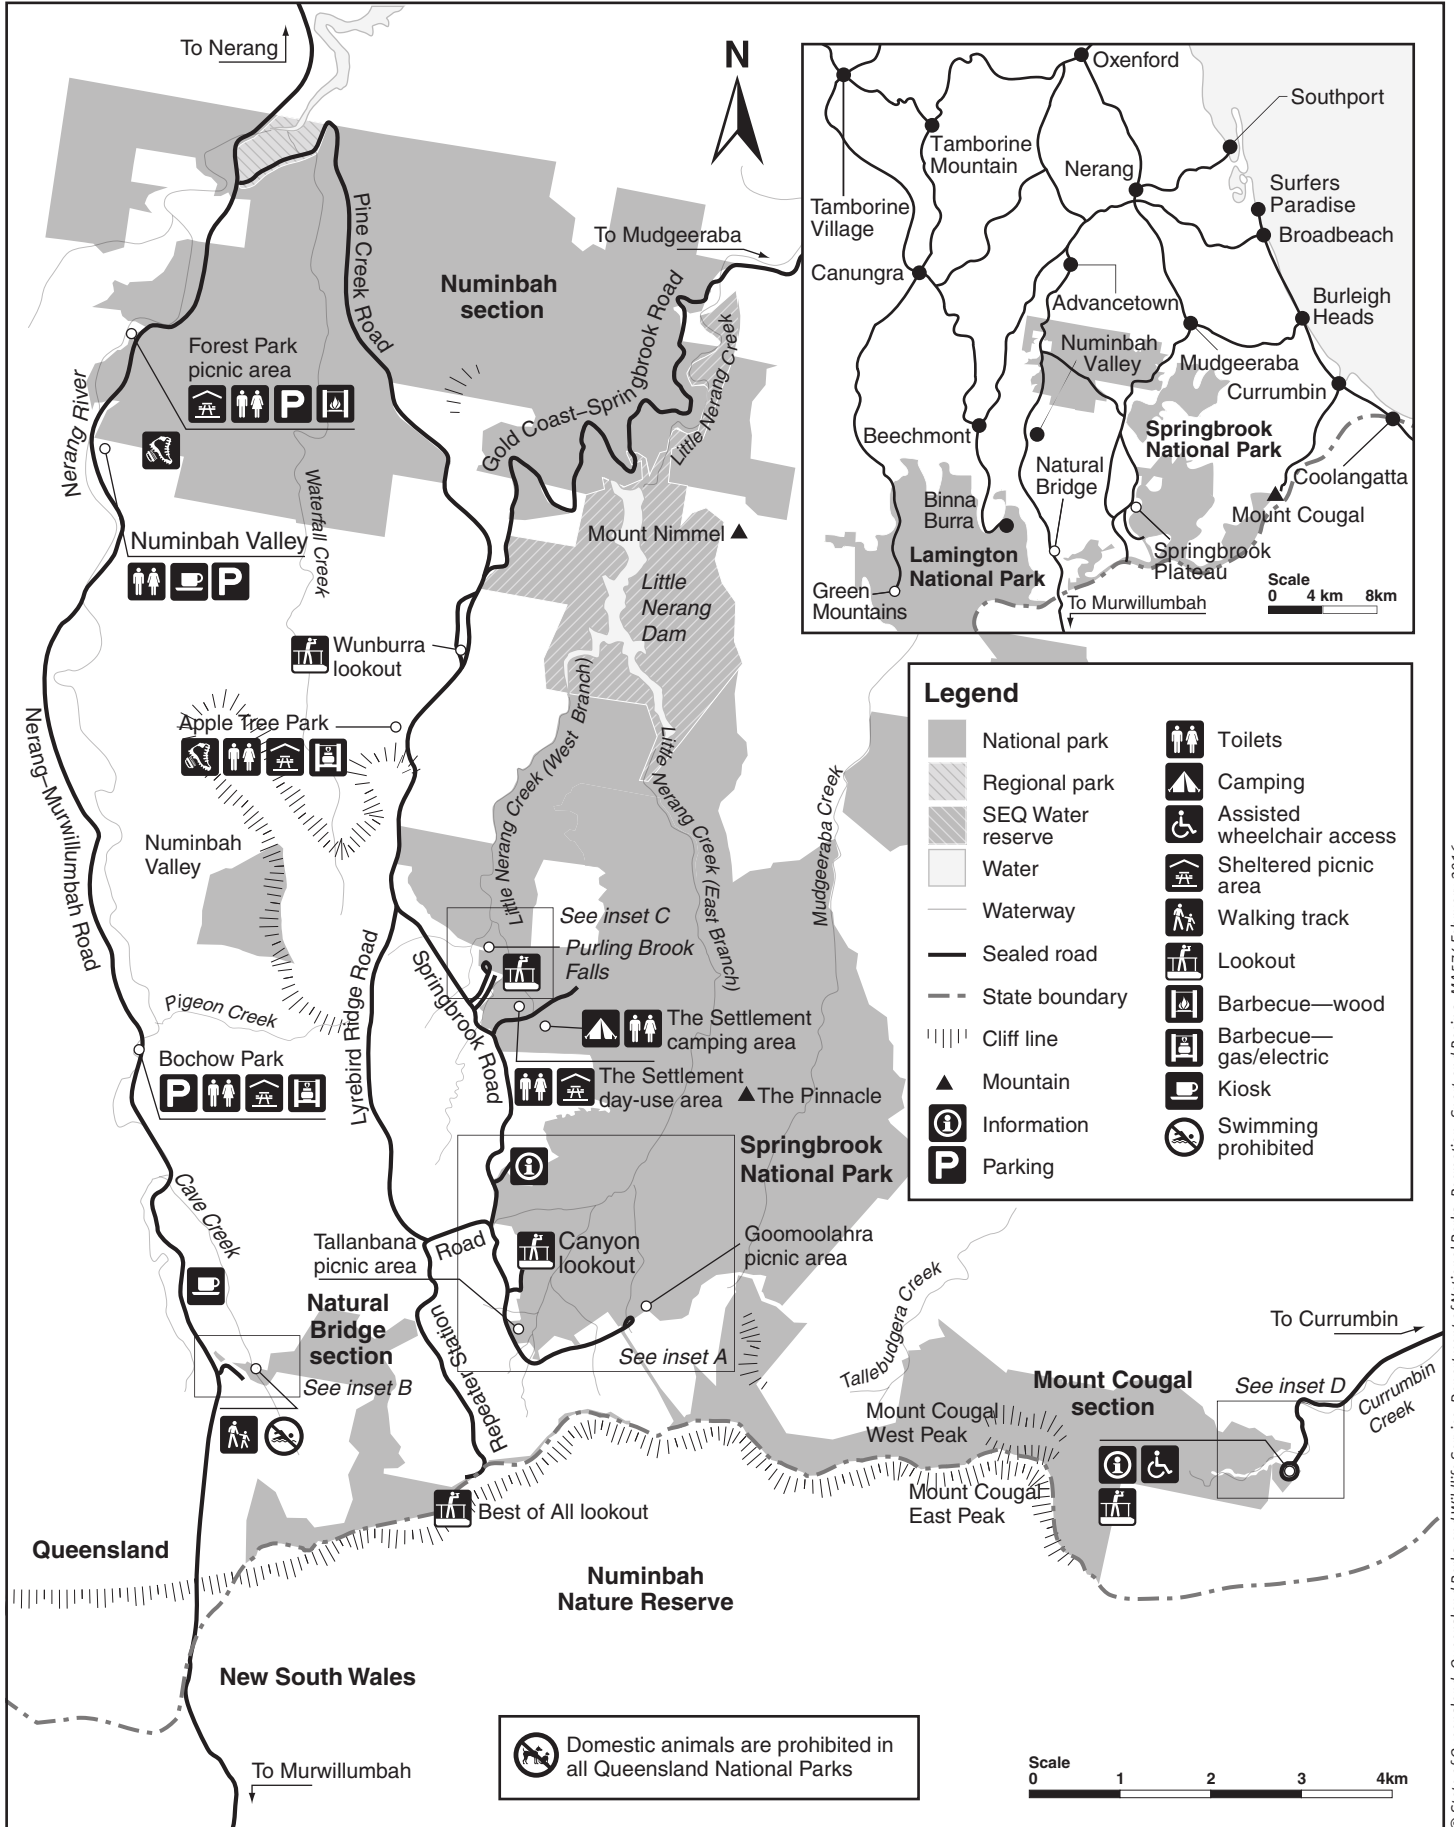 To Nerang
N
Oxenford
Southport
Tamborine
Mountain
Nerang
Surfers
Paradise
Tamborine
Village
Broadbeach
To Mudgeeraba
Canungra
Burleigh
Heads
Advancetown
Numinbah
Valley
Mudgeeraba
Currumbin
Beechmont
Springbrook
National Park
Natural
Bridge
Coolangatta
Binna
Burra
Mount Cougal
Lamington
National Park
Springbrook
Plateau
Green
Mountains
Scale
0 4 km 8km
To Murwillumbah
Pine Creek Road
Numinbah
section
Forest Park
picnic area
P
Gold Coast–Springbrook Road
Little Nerang Creek
Nerang River
Waterfall Creek
Numinbah Valley
P
Mount Nimmel
Little
Nerang
Dam
Wunburra
lookout
Apple Tree Park
Nerang–Murwillumbah Road
Little Nerang Creek (West Branch)
Little Nerang Creek (East Branch)
Mudgeeraba Creek
Numinbah
Valley
Legend
National park
Regional park
SEQ Water
reserve
Water
Waterway
Sealed road
State boundary
Cliff line
Mountain
Information
P
Parking
Toilets
Camping
Assisted
wheelchair access
Sheltered picnic
area
Walking track
Lookout
Barbecue—wood
Barbecue—
gas/electric
Kiosk
Swimming
prohibited
See inset C
Purling Brook
Falls
Lyrebird Ridge Road
Springbrook Road
Pigeon Creek
The Settlement
camping area
Bochow Park
P
The Settlement
day-use area
The Pinnacle
Springbrook
National Park
Cave Creek
Tallanbana
picnic area
Road
Canyon
lookout
Goomoolahra
picnic area
Natural
Bridge
section
See inset B
Repeater Station
See inset A
Tallebudgera Creek
To Currumbin
Mount Cougal
section
See inset D
Currumbin
Creek
Mount Cougal
West Peak
Mount Cougal
East Peak
Best of All lookout
Queensland
Numinbah
Nature Reserve
New South Wales
To Murwillumbah
Domestic animals are prohibited in
all Queensland National Parks
Scale
0 1 2 3 4km